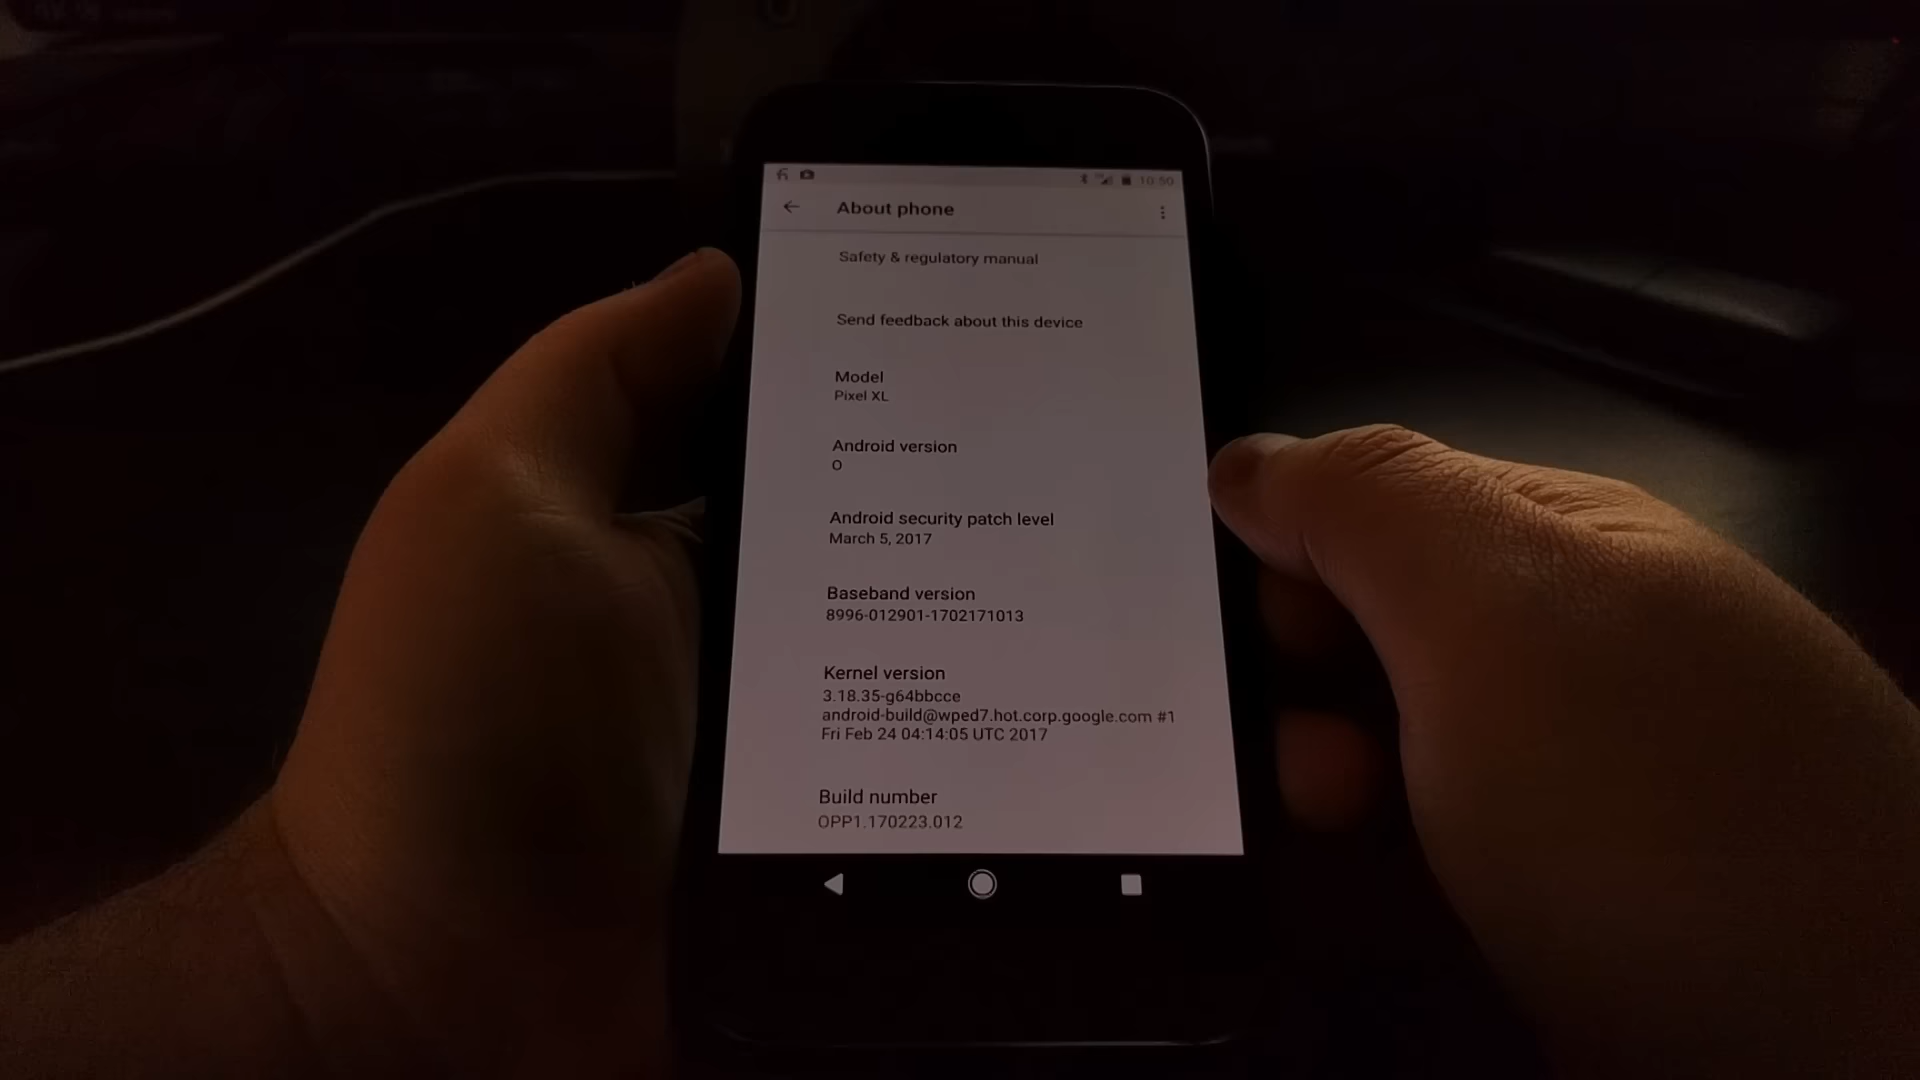 10:50
About phone
Safety & regulatory manual
Send feedback about this device
Model
Pixel XL
Android version
O
Android security patch level
March 5, 2017
Baseband version
8996-012901-1702171013
Kernel version
3.18.35-g64bbcce
android-build@wped7.hot.corp.google.com #1
Fri Feb 24 04:14:05 UTC 2017
Build number
OPP1.170223.012